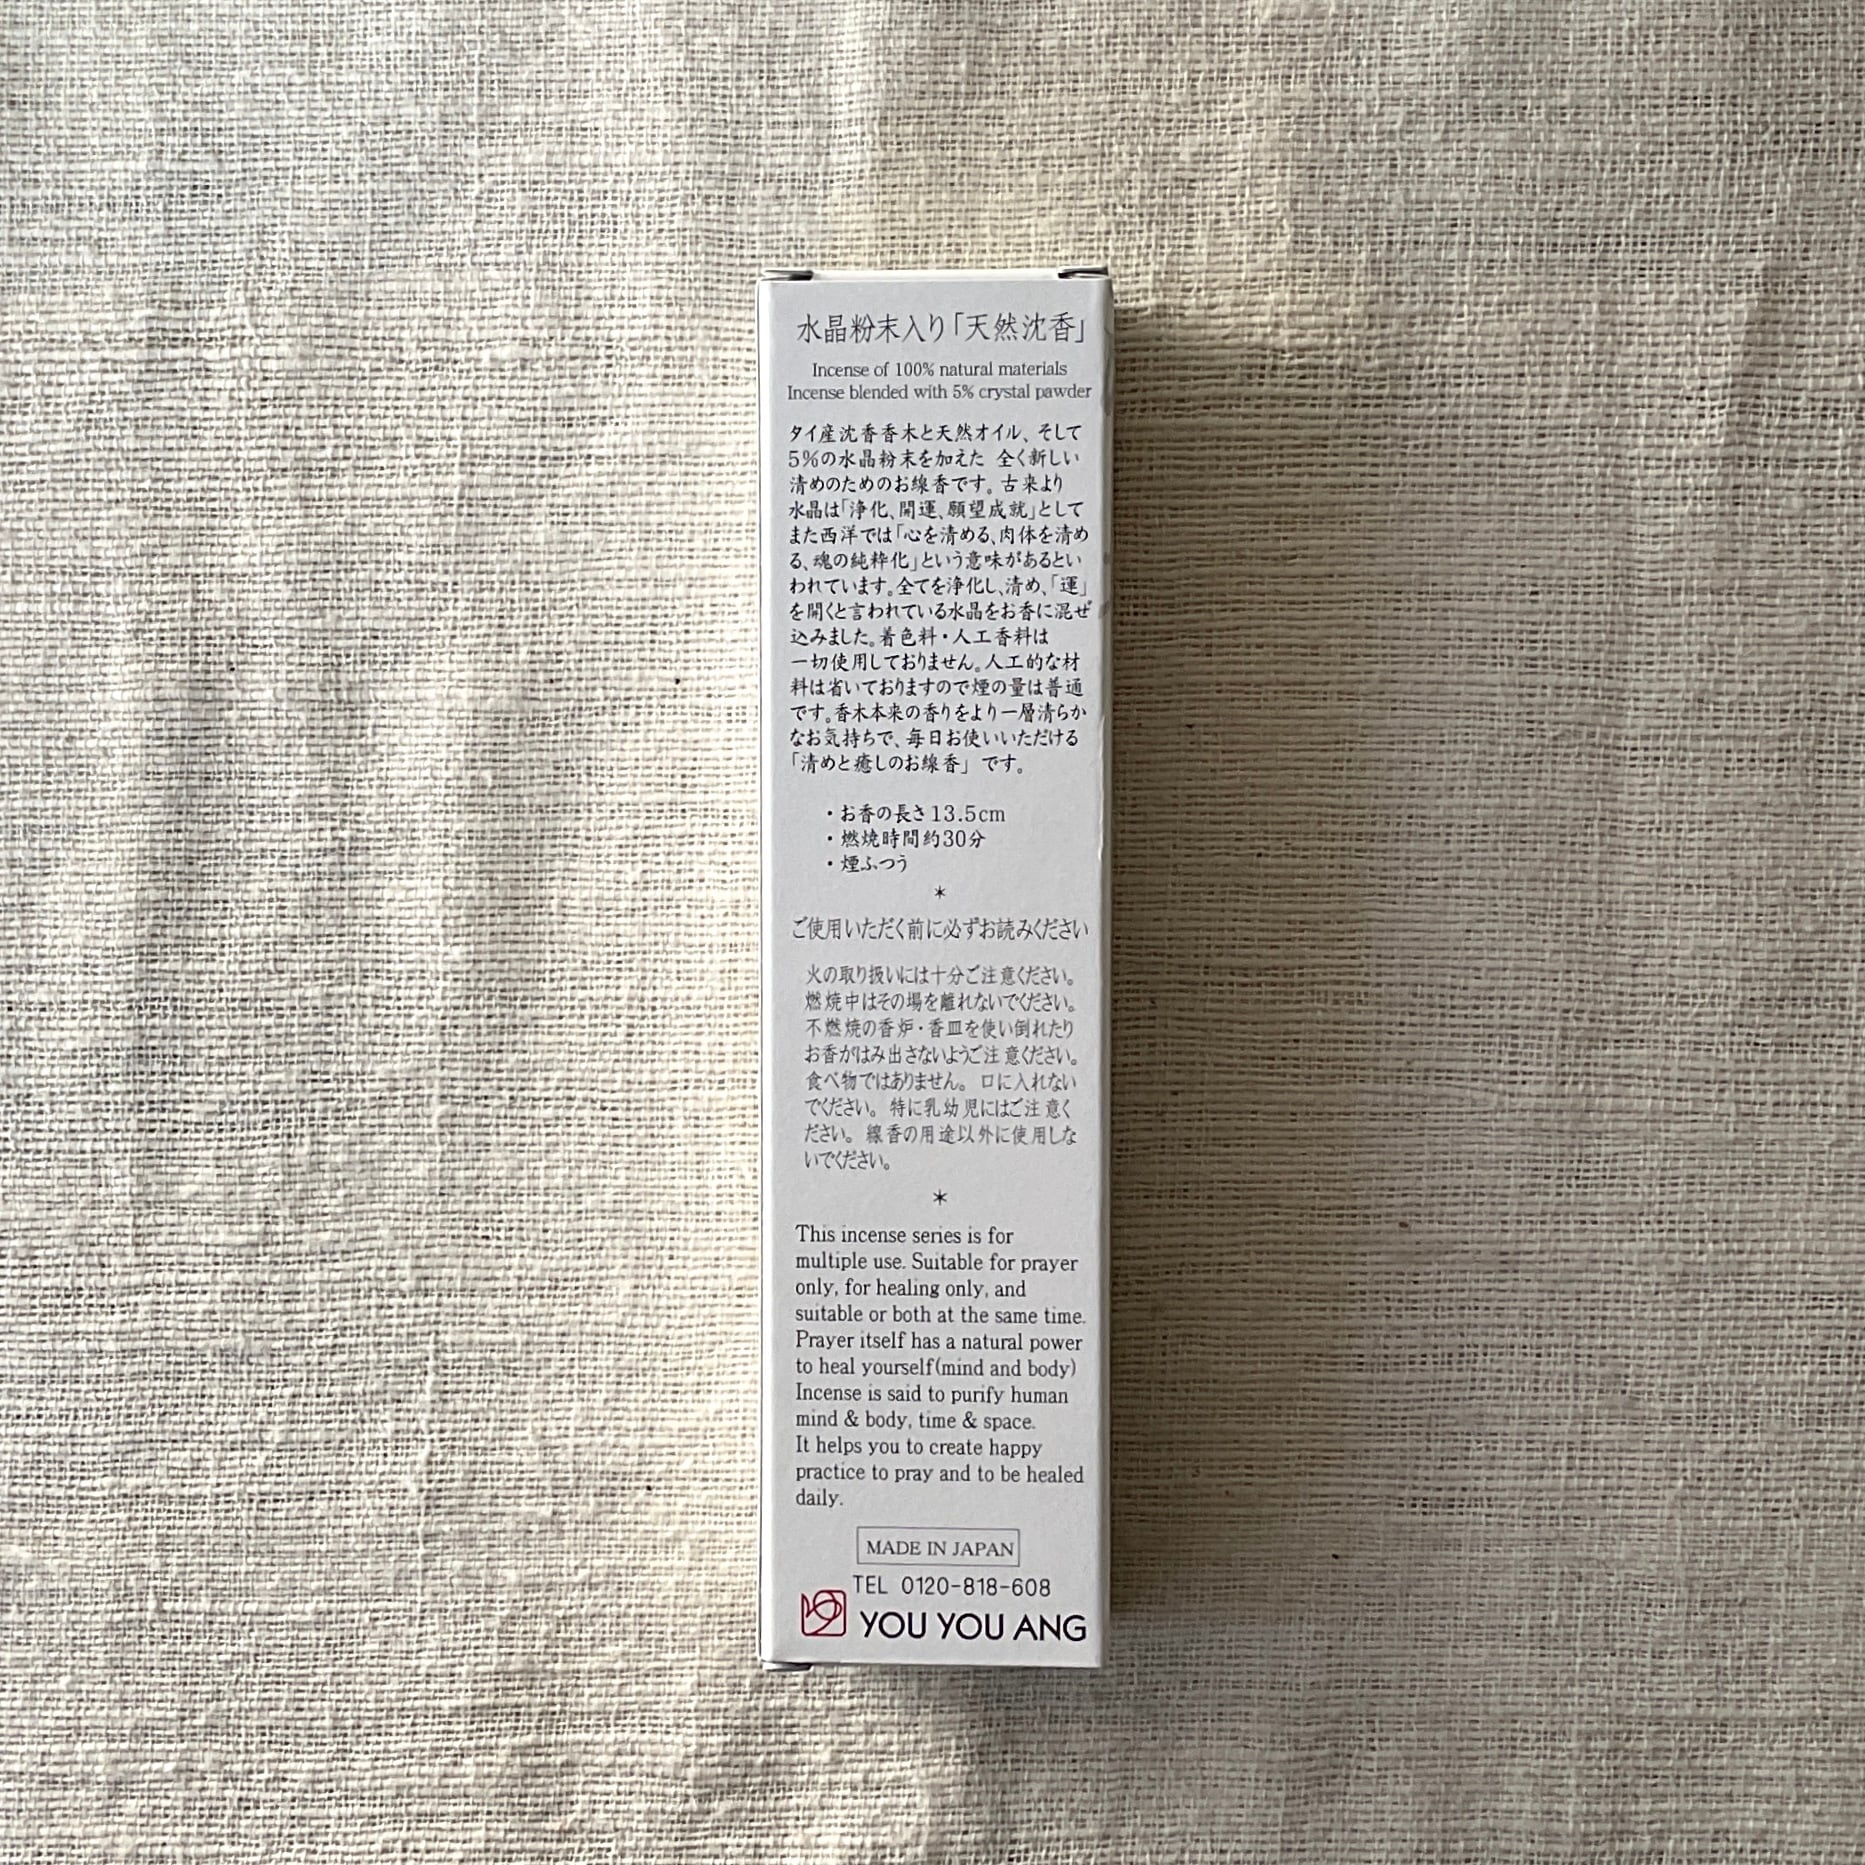 水晶粉末入り「天然沈香」
Incense of 100% natural materials
Incense blended with 5% crystal pawder
タイ産沈香香木と天然オイル、そして
5%の水晶粉末を加えた 全く新しい
清めのためのお線香です。古来より
水晶は「浄化、開運、願望成就」として
また西洋では「心を清める、肉体を清め
る、魂の純粋化」という意味があるとい
われています。全てを浄化し、清め、「運」
を開くと言われている水晶をお香に混ぜ
込みました。着色料・人工香料は
一切使用しておりません。人工的な材
料は省いておりますので煙の量は普通
です。香木本来の香りをより一層清らか
なお気持ちで、毎日お使いいただける
「清めと癒しのお線香」 です。
・お香の長さ13.5cm
・燃焼時間約30分
・煙ふつう
*
ご使用いただく前に必ずお読みください
火の取り扱いには十分ご注意ください。
燃焼中はその場を離れないでください。
不燃焼の香炉・香皿を使い倒れたり
お香がはみ出さないようご注意ください。
食べ物ではありません。 口に入れない
でください。 特に乳幼児にはご注意く
ださい。 線香の用途以外に使用しな
いでください。
*
This incense series is for
multiple use. Suitable for prayer
only, for healing only, and
suitable or both at the same time.
Prayer itself has a natural power
to heal yourself(mind and body)
Incense is said to purify human
mind & body, time & space.
It helps you to create happy
practice to pray and to be healed
daily.
MADE IN JAPAN
TEL 0120-818-608
YOU YOU ANG